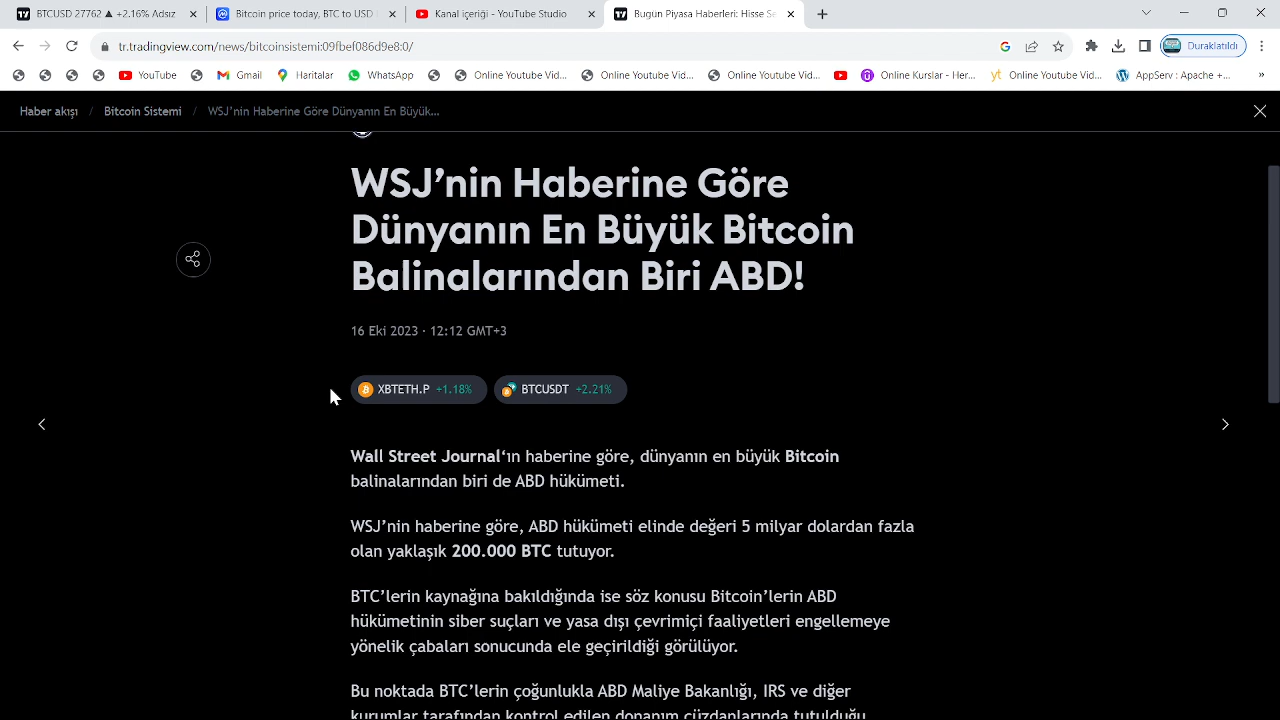 BTCUSD 27762 ▲ +2.16% Adsız
Bitcoin price today, BTC to USD
Kanal içeriği - YouTube Studio
Bugün Piyasa Haberleri: Hisse Se
tr.tradingview.com/news/bitcoinsistemi:09fbef086d9e8:0/
Duraklatıldı
YouTube
Gmail
Haritalar
WhatsApp
Online Youtube Vid...
Online Youtube Vid...
Online Youtube Vid...
Online Kurslar - Her...
Online Youtube Vid...
AppServ : Apache +...
Haber akışı / Bitcoin Sistemi / WSJ’nin Haberine Göre Dünyanın En Büyük...
WSJ’nin Haberine Göre
Dünyanın En Büyük Bitcoin
Balinalarından Biri ABD!
16 Eki 2023 · 12:12 GMT+3
XBTETH.P +1.18%
BTCUSDT +2.21%
Wall Street Journal‘ın haberine göre, dünyanın en büyük Bitcoin
balinalarından biri de ABD hükümeti.
WSJ’nin haberine göre, ABD hükümeti elinde değeri 5 milyar dolardan fazla
olan yaklaşık 200.000 BTC tutuyor.
BTC’lerin kaynağına bakıldığında ise söz konusu Bitcoin’lerin ABD
hükümetinin siber suçları ve yasa dışı çevrimiçi faaliyetleri engellemeye
yönelik çabaları sonucunda ele geçirildiği görülüyor.
Bu noktada BTC’lerin çoğunlukla ABD Maliye Bakanlığı, IRS ve diğer
kurumlar tarafından kontrol edilen donanım cüzdanlarında tutulduğu